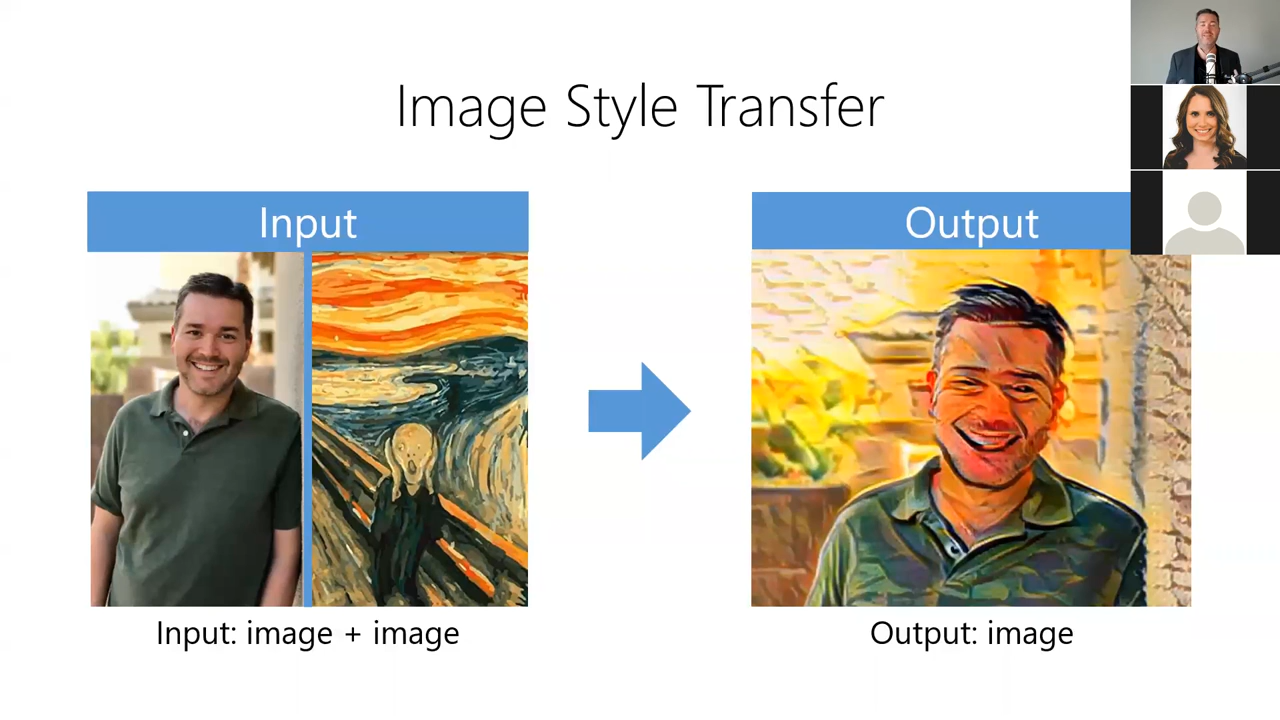 Image Style Transfer
Input
Output
Input: image + image
Output: image